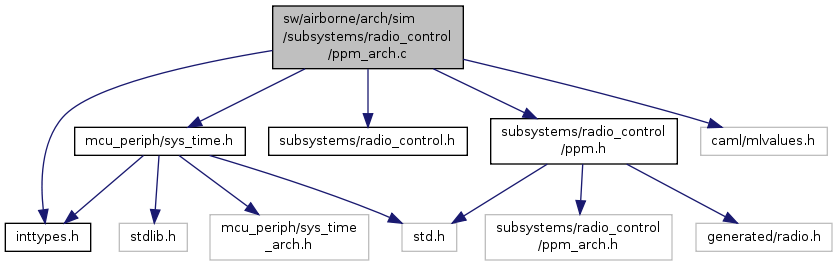 sw/airborne/arch/sim
/subsystems/radio_control
/ppm_arch.c
mcu_periph/sys_time.h
subsystems/radio_control.h
subsystems/radio_control
/ppm.h
caml/mlvalues.h
inttypes.h
stdlib.h
mcu_periph/sys_time
_arch.h
std.h
subsystems/radio_control
/ppm_arch.h
generated/radio.h